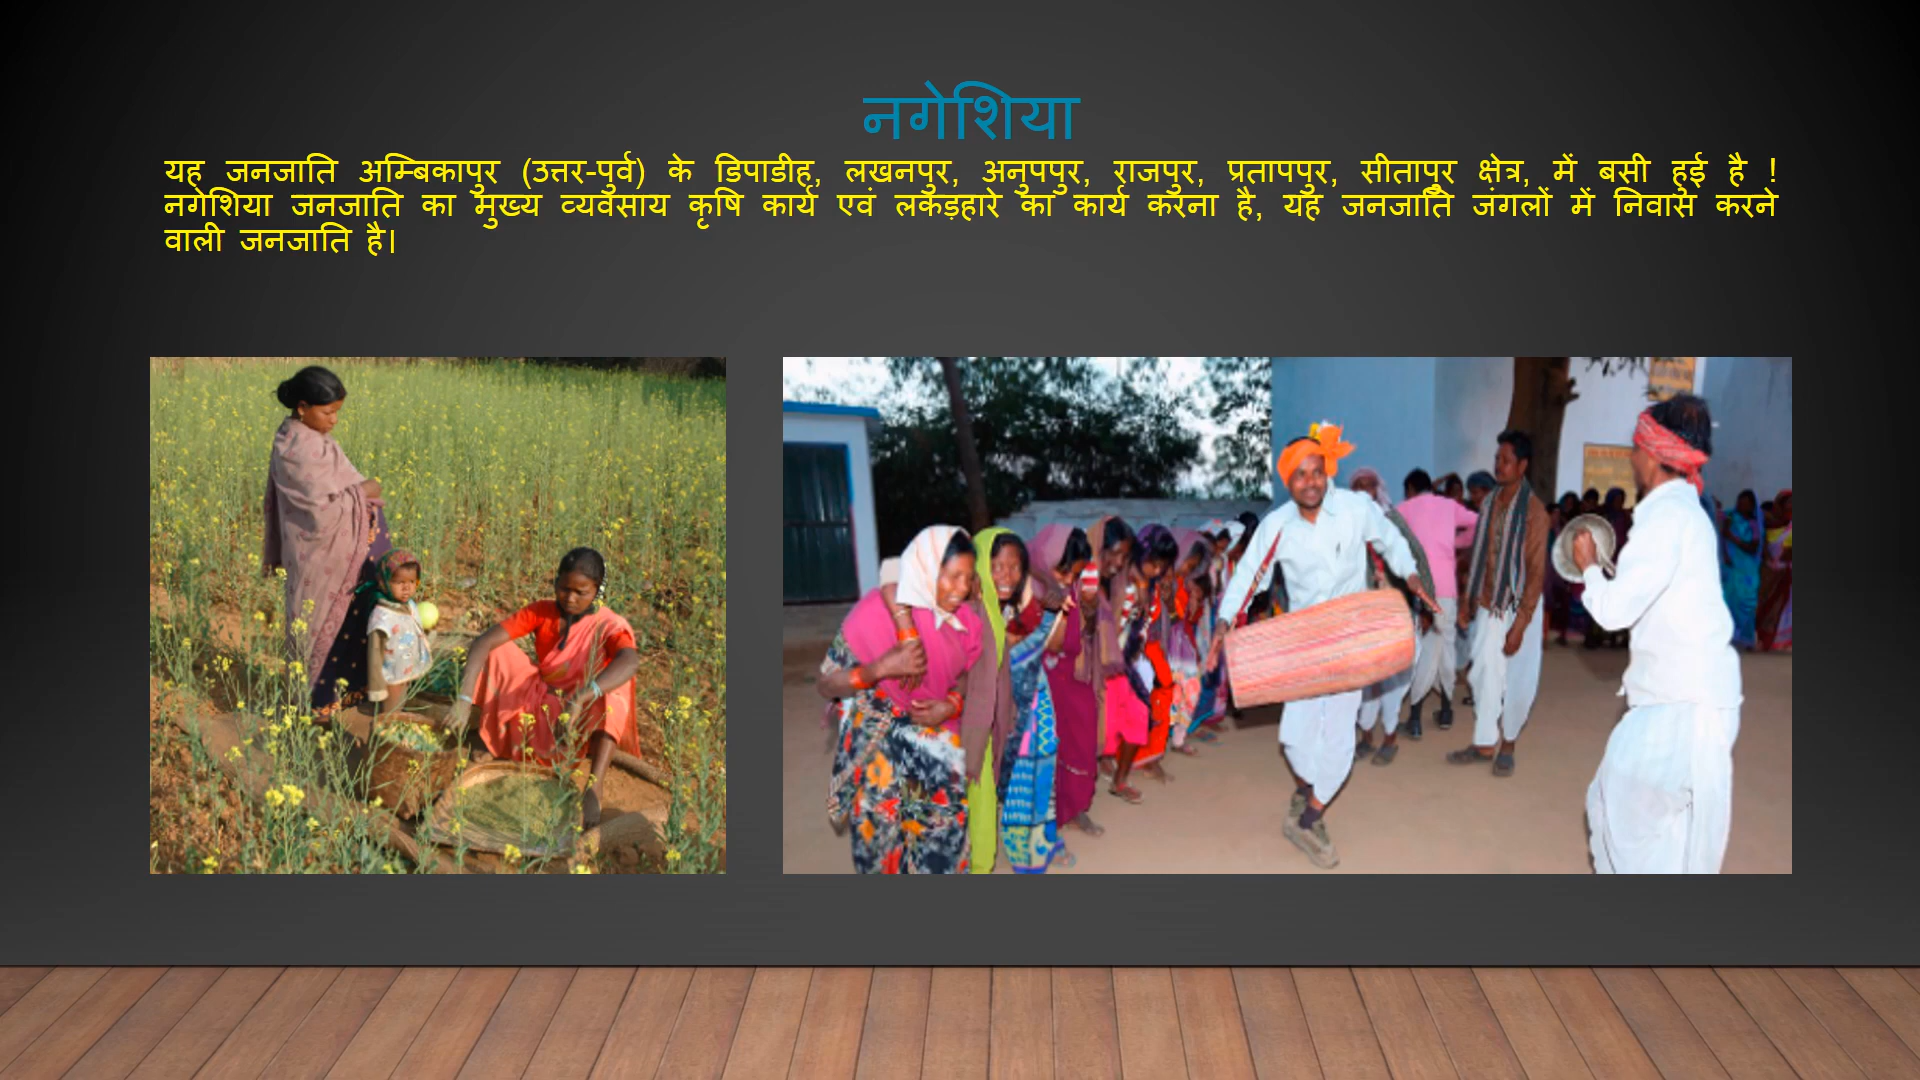 नगेशिया
यह जनजाति अम्बिकापुर (उत्तर-पुर्व) के डिपाडीह, लखनपुर, अनुपपुर, राजपुर, प्रतापपुर, सीतापुर क्षेत्र, में बसी हुई है !
नगेशिया जनजाति का मुख्य व्यवसाय कृषि कार्य एवं लकड़हारे का कार्य करना है, यह जनजाति जंगलों में निवास करने
वाली जनजाति है।